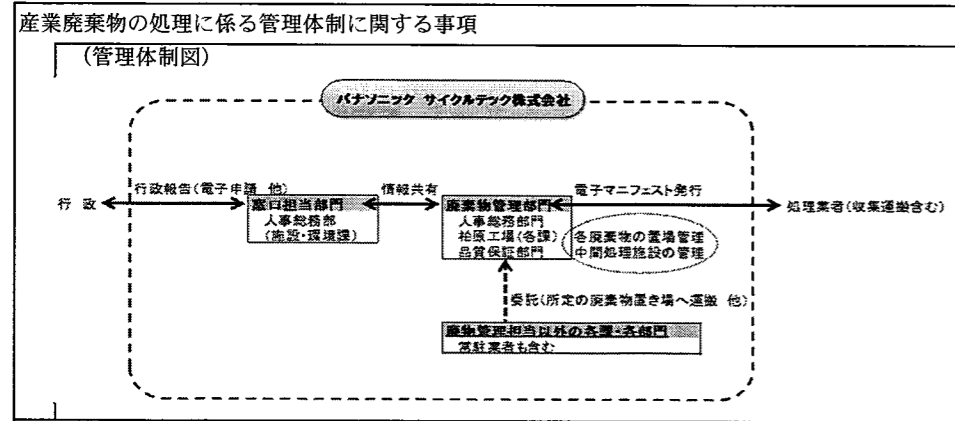 産業廃棄物の処理に係る管理体制に関する事項
(管理体制図)
パナソニック サイクルテック株式会社
行政報告(電子申請 他)
情報共有
電子マニフェスト発行
行 政
窓口担当部門
人事総務部
(施設・環境課)
廃棄物管理部門
人事総務部門
柏原工場(各課)
品質保証部門
各廃棄物の置場管理
中間処理施設の管理
処理業者(収集運搬含む)
委託(所定の廃棄物置き場へ運搬 他)
廃物管理担当以外の各課・各部門
常駐業者も含む